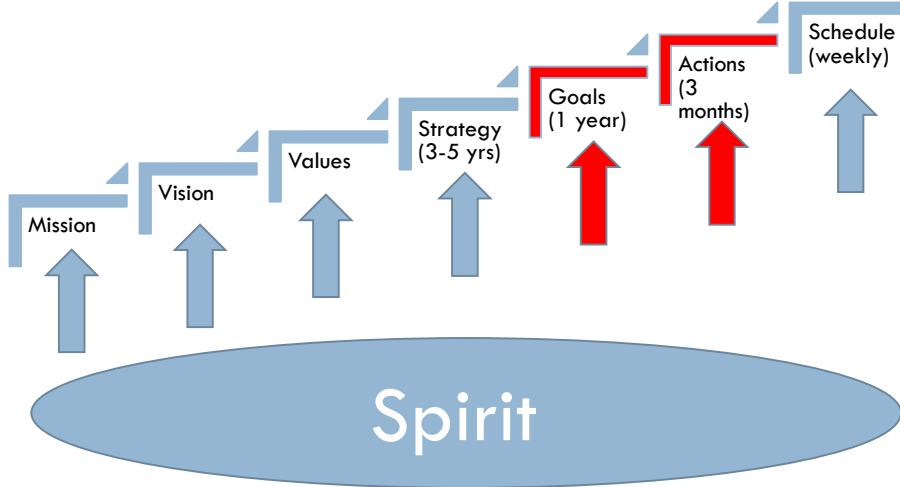 Mission
Vision
Values
Strategy
(3-5 yrs)
Goals
(1 year)
Actions
(3
months)
Schedule
(weekly)
Spirit